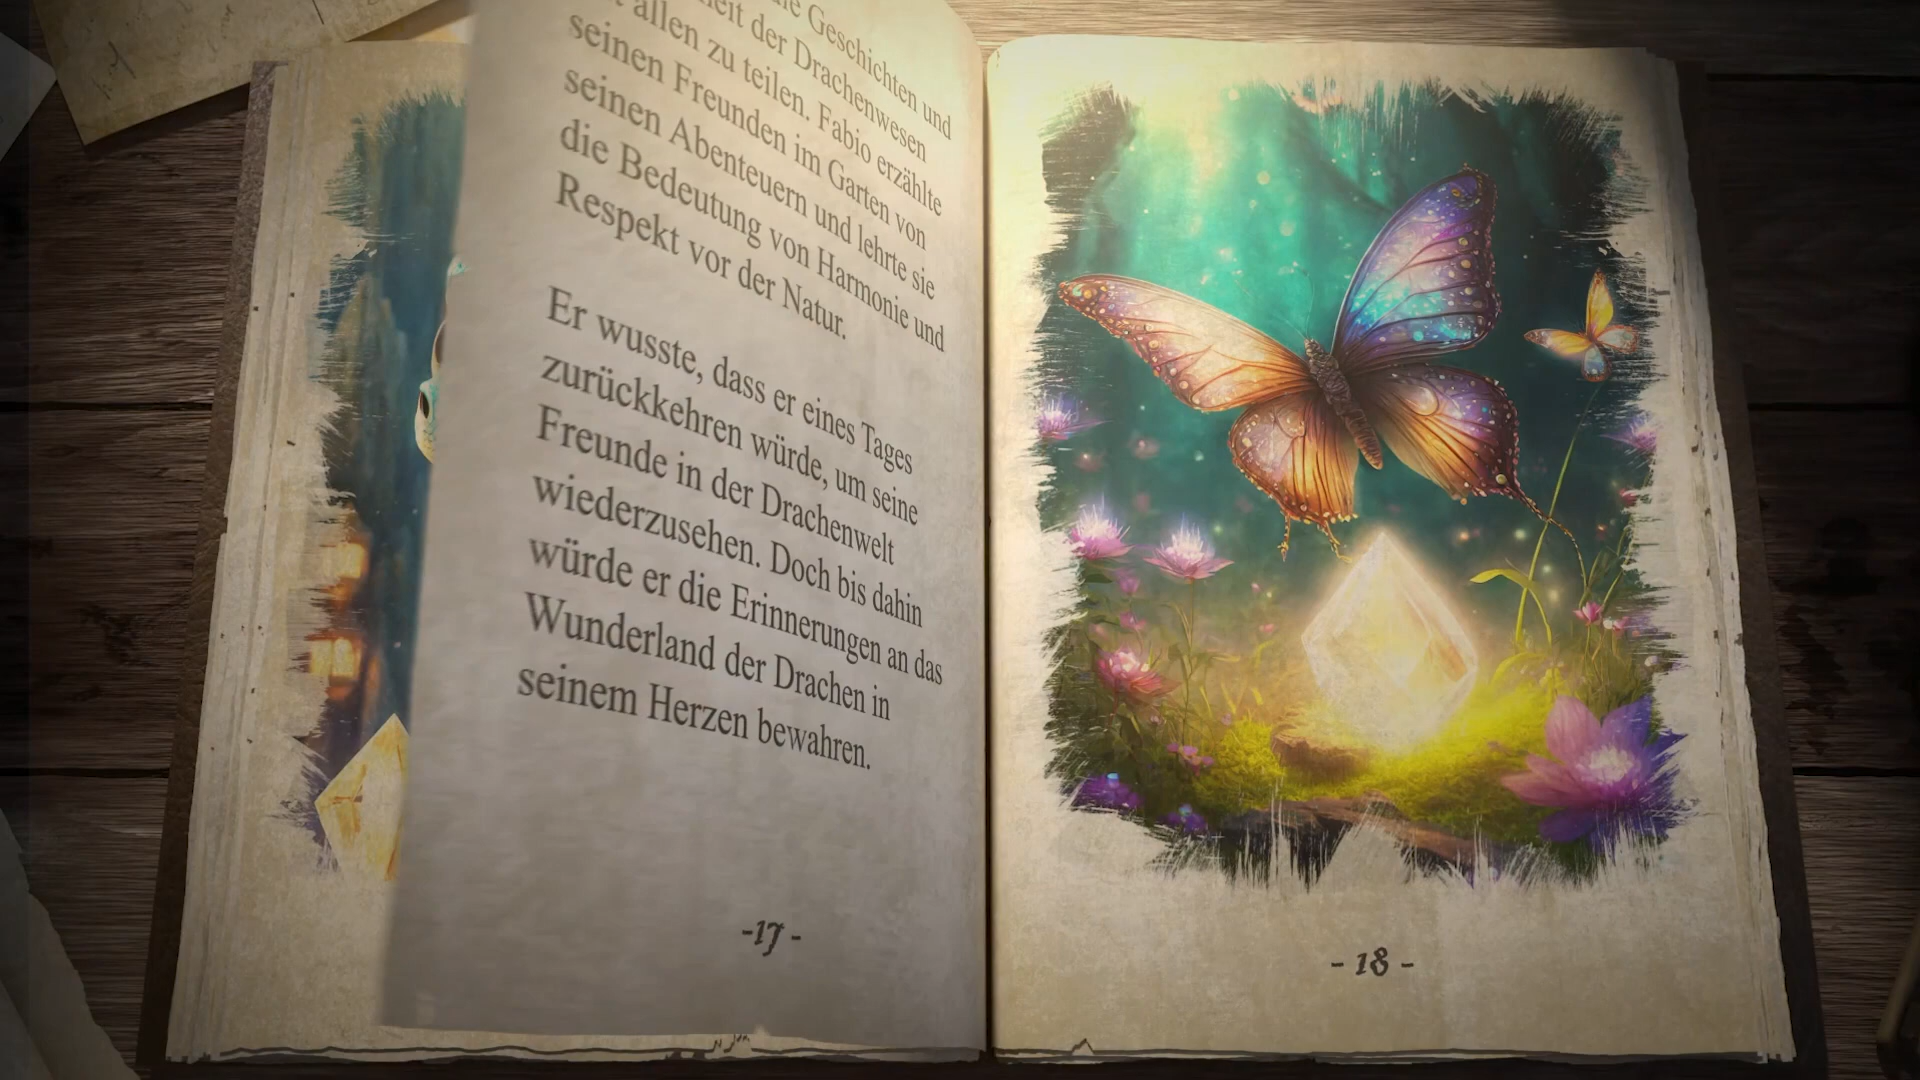 die Geschichten und
der Drachenwesen
allen zu teilen. Fabio erzählte
seinen Freunden im Garten von
seinen Abenteuern und lehrte sie
die Bedeutung von Harmonie und
Respekt vor der Natur.
Er wusste, dass er eines Tages
zurückkehren würde, um seine
Freunde in der Drachenwelt
wiederzusehen. Doch bis dahin
würde er die Erinnerungen an das
Wunderland der Drachen in
seinem Herzen bewahren.
-17 -
- 18 -